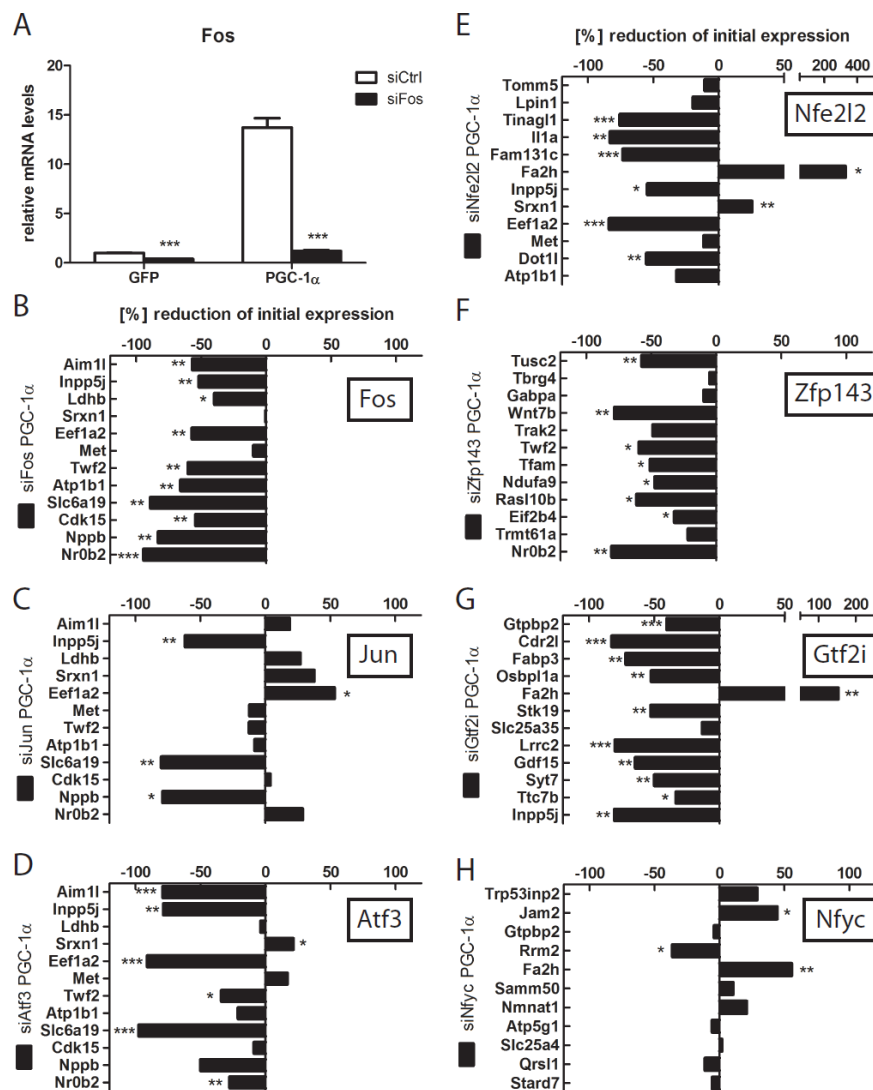 A
Fos
relative mRNA levels
20
15
10
5
0
siCtrl
siFos
***
***
GFP
PGC-1α
B
[%] reduction of initial expression
-100 -50 0 50 100
siFos PGC-1α
Fos
Aim1l **
Inpp5j **
Ldhb *
Srxn1
Eef1a2 **
Met
Twf2 **
Atp1b1 **
Slc6a19 **
Cdk15 **
Nppb **
Nr0b2 ***
C
-100 -50 0 50 100
siJun PGC-1α
Jun
Aim1l
Inpp5j **
Ldhb
Srxn1
Eef1a2 *
Met
Twf2
Atp1b1
Slc6a19 **
Cdk15
Nppb *
Nr0b2
D
-100 -50 0 50 100
siAtf3 PGC-1α
Atf3
Aim1l ***
Inpp5j **
Ldhb
Srxn1 *
Eef1a2 ***
Met
Twf2 *
Atp1b1
Slc6a19 ***
Cdk15
Nppb
Nr0b2 **
E
[%] reduction of initial expression
-100 -50 0 50 200 400
siNfe2l2 PGC-1α
Nfe2l2
Tomm5
Lpin1
Tinagl1 ***
Il1a **
Fam131c ***
Fa2h *
Inpp5j *
Srxn1 **
Eef1a2 ***
Met
Dot1l **
Atp1b1
F
-100 -50 0 50 100
siZfp143 PGC-1α
Zfp143
Tusc2 **
Tbrg4
Gabpa
Wnt7b **
Trak2
Twf2 *
Tfam *
Ndufa9 *
Rasl10b *
Eif2b4 *
Trmt61a
Nr0b2 **
G
-100 -50 0 50 100 200
siGtf2i PGC-1α
Gtf2i
Gtpbp2 ***
Cdr2l ***
Fabp3 **
Osbpl1a **
Fa2h **
Stk19 **
Slc25a35
Lrrc2 ***
Gdf15 **
Syt7 **
Ttc7b *
Inpp5j **
H
-100 -50 0 50 100
siNfyc PGC-1α
Nfyc
Trp53inp2
Jam2 *
Gtpbp2
Rrm2 *
Fa2h **
Samm50
Nmnat1
Atp5g1
Slc25a4
Qrsl1
Stard7